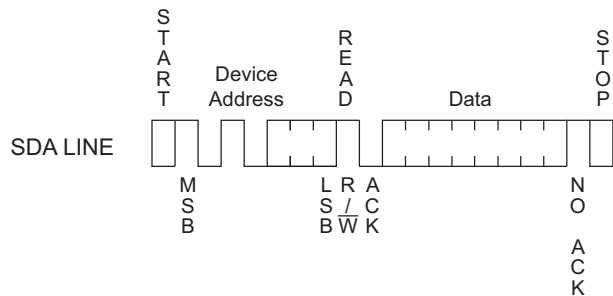 START
Device
Address
READ
Data
STOP
SDA LINE
MSB
LSB
R/W
ACK
NO ACK